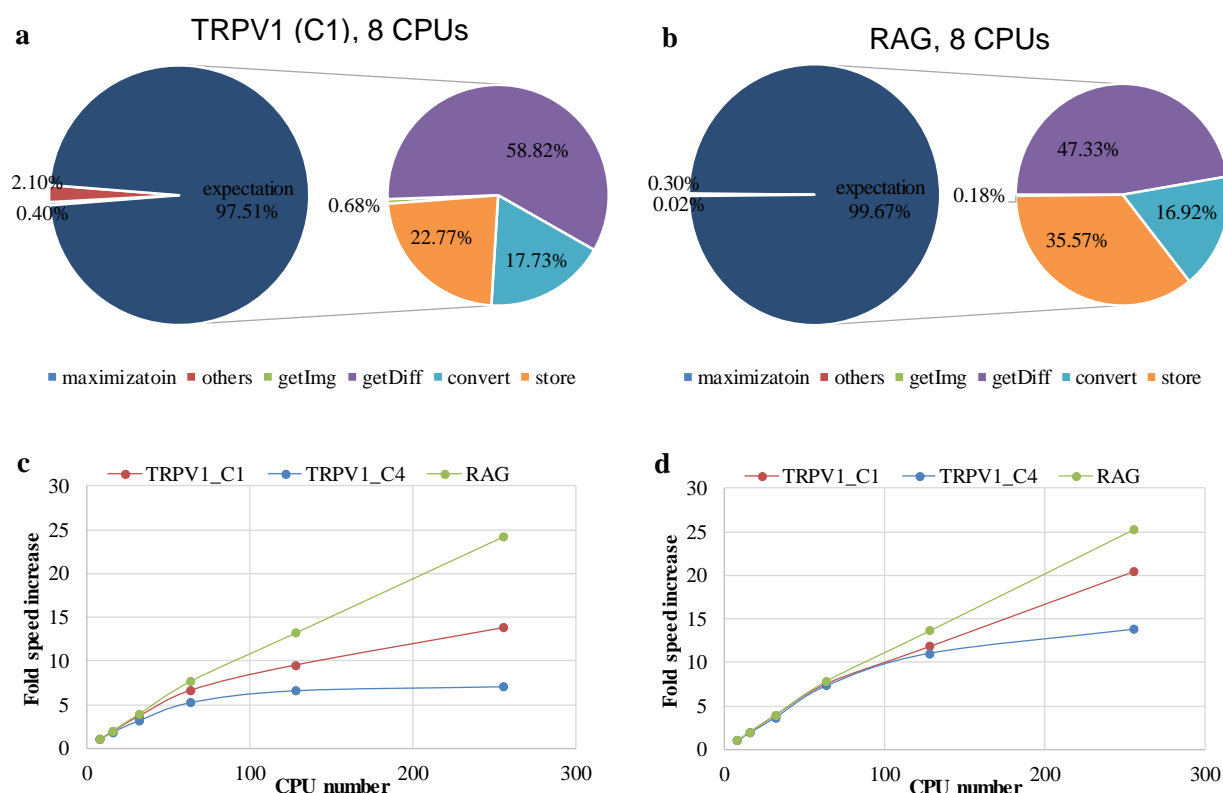 a
TRPV1 (C1), 8 CPUs
58.82%
2.10%
expectation
97.51%
0.40%
0.68%
22.77%
17.73%
maximizatoin others getImg getDiff convert store
b
RAG, 8 CPUs
47.33%
0.30%
expectation
99.67%
0.02%
0.18%
16.92%
35.57%
maximizatoin others getImg getDiff convert store
c
TRPV1_C1 TRPV1_C4 RAG
Fold speed increase
30
25
20
15
10
5
0
0 100 200 300
CPU number
d
TRPV1_C1 TRPV1_C4 RAG
Fold speed increase
30
25
20
15
10
5
0
0 100 200 300
CPU number